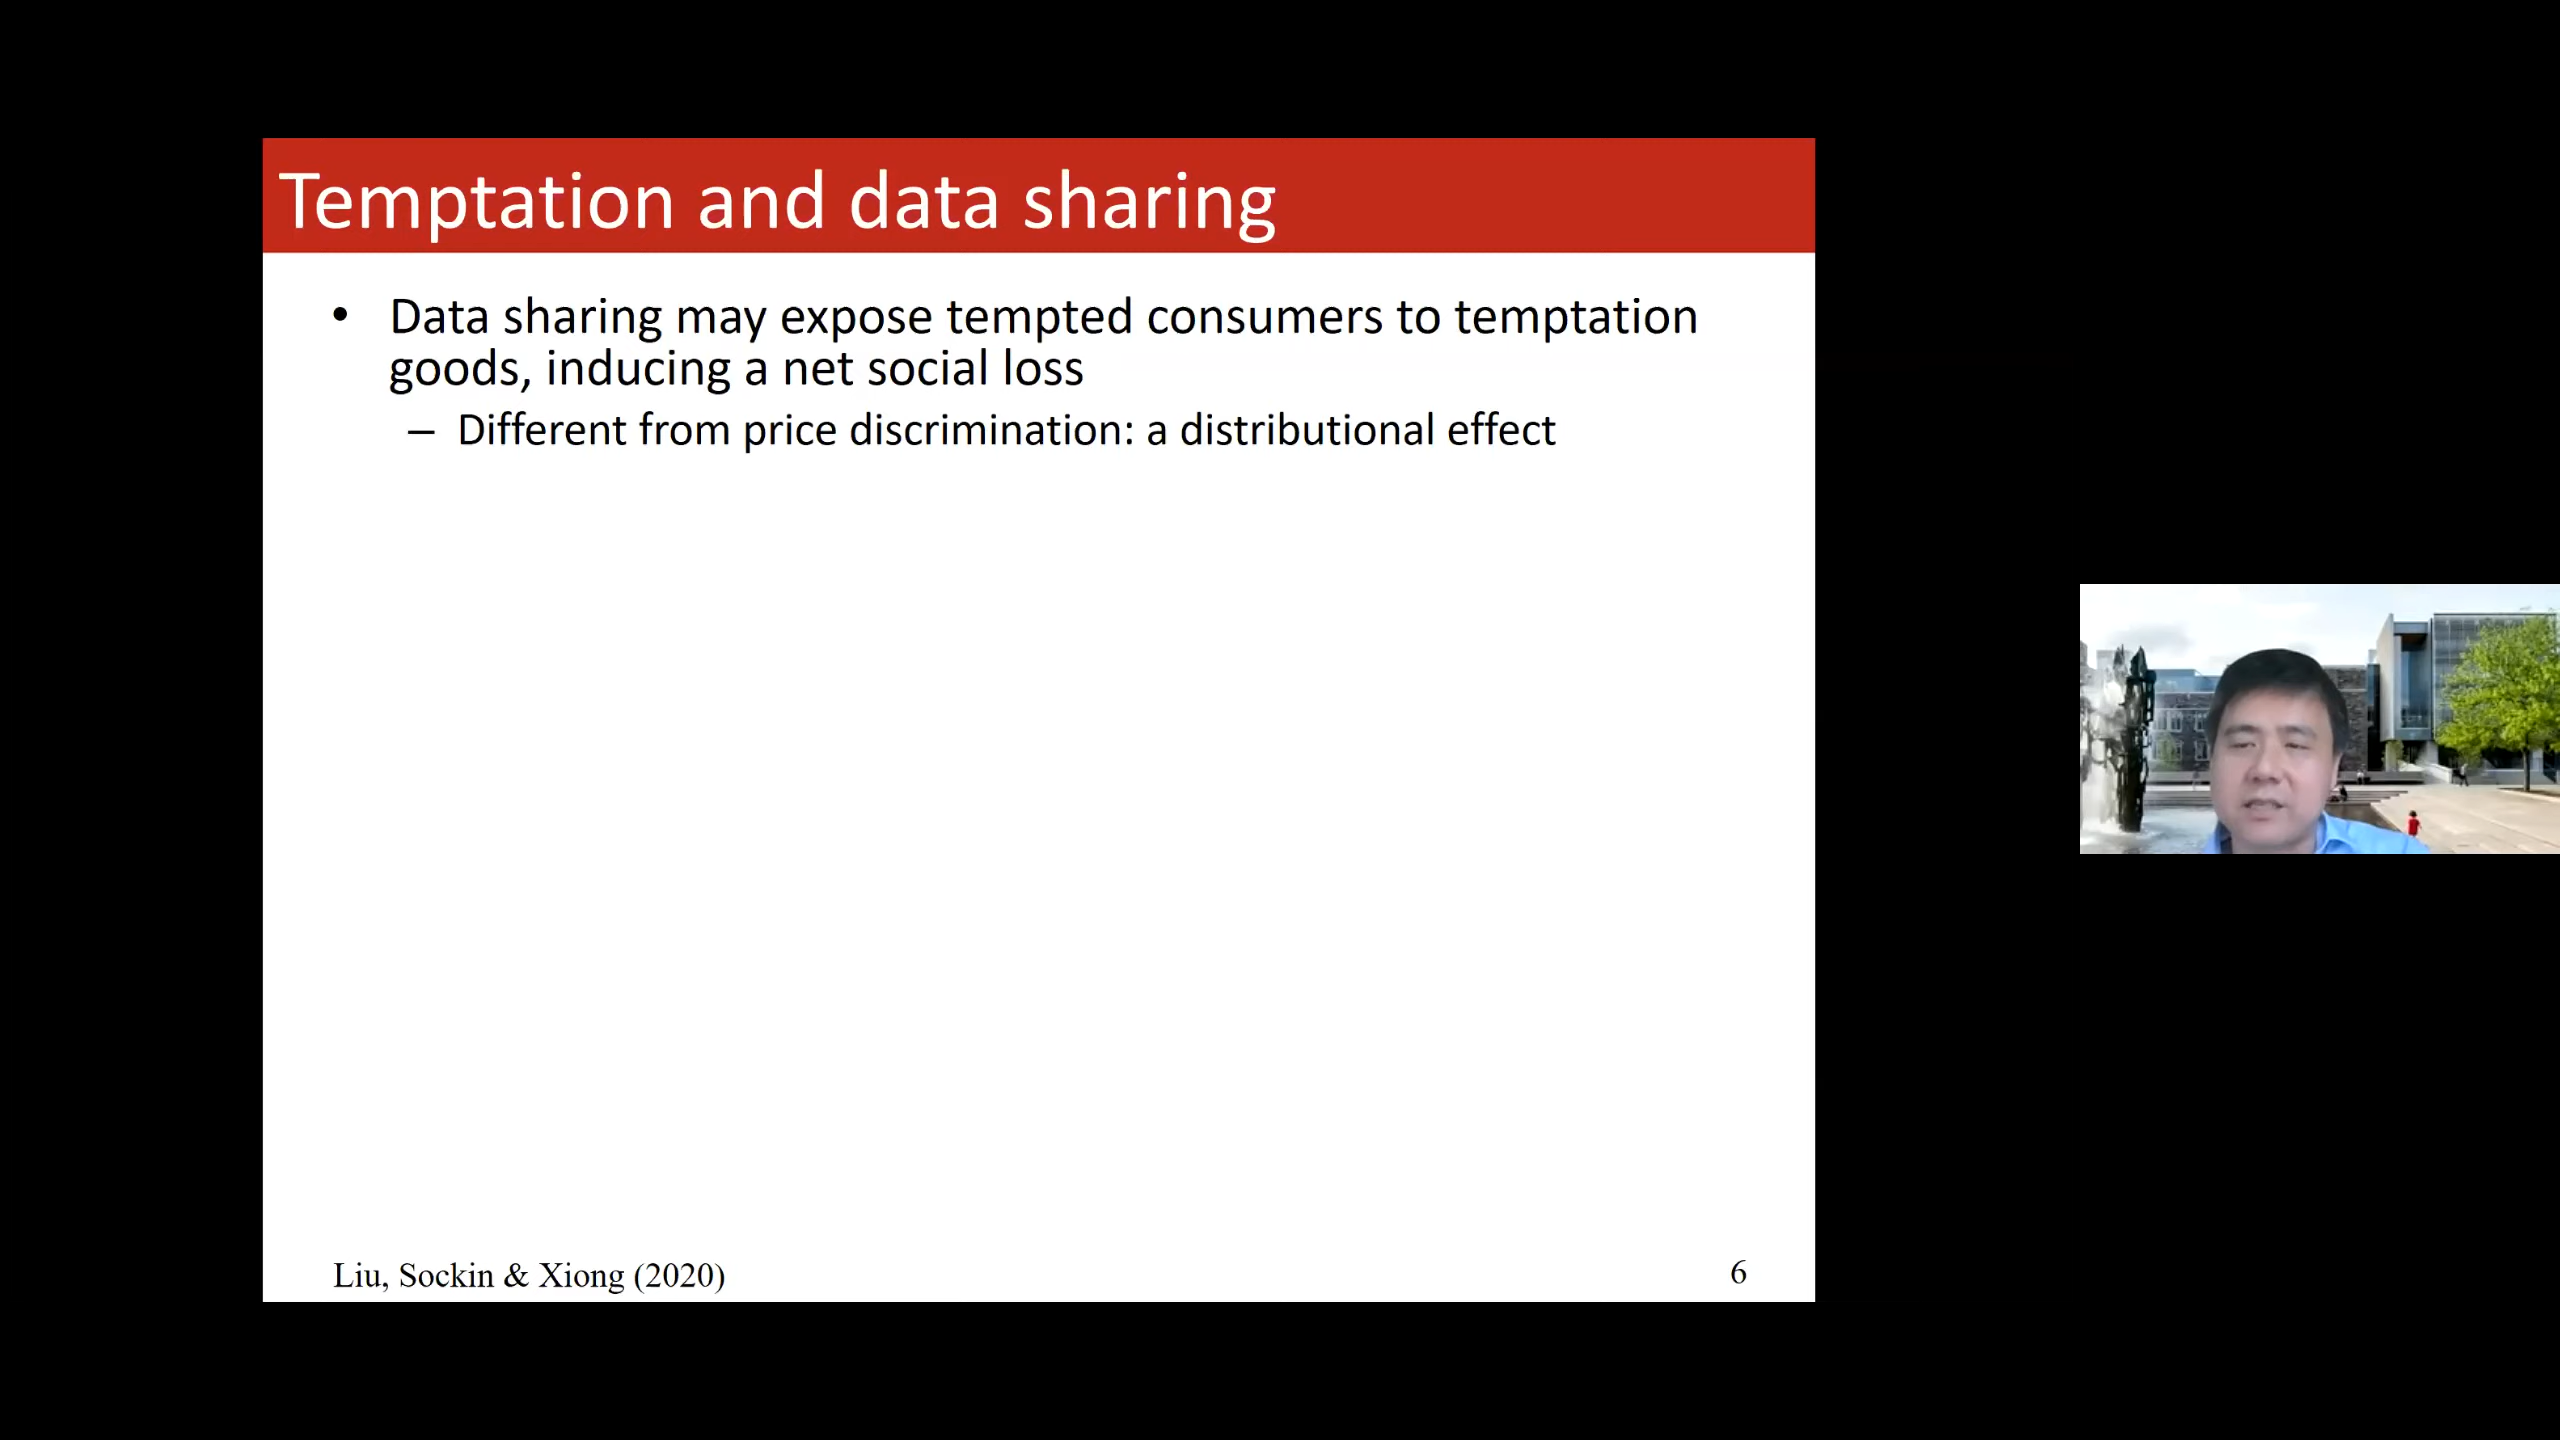 Temptation and data sharing
• Data sharing may expose tempted consumers to temptation
goods, inducing a net social loss
– Different from price discrimination: a distributional effect
Liu, Sockin & Xiong (2020)
6